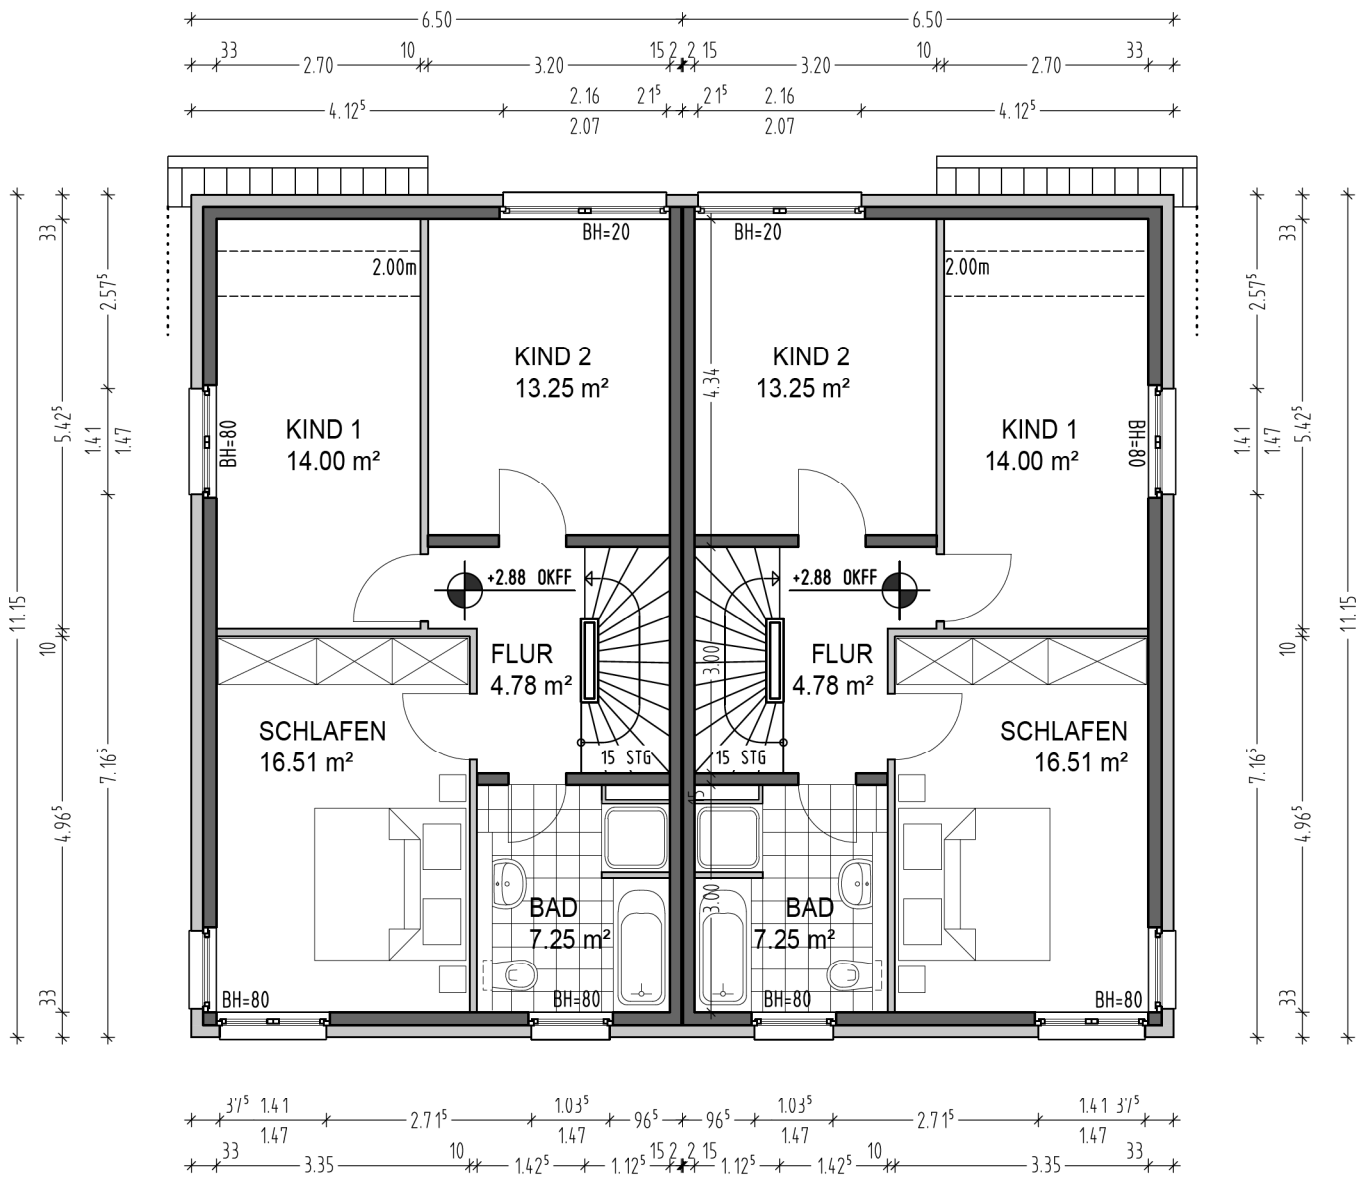 6.50 6.50
33 2.70 10 3.20 15 2 2 15 3.20 10 2.70 33
4.12⁵ 2.16 21⁵ 21⁵ 2.16 4.12⁵
2.07 2.07
BH=20 BH=20
33 33
2.00m 2.00m
2.57⁵ 2.57⁵
KIND 2 KIND 2
13.25 m² 13.25 m²
4.34
KIND 1 KIND 1
14.00 m² 14.00 m²
BH=80 BH=80
5.42⁵ 1.41 1.47 1.41 1.47 5.42⁵
+2.88 OKFF +2.88 OKFF
11.15 11.15
10 10
FLUR FLUR
4.78 m² 4.78 m²
3.00
SCHLAFEN SCHLAFEN
16.51 m² 16.51 m²
15 STG 15 STG
7.16⁵ 7.16⁵
15
4.96⁵ 4.96⁵
3.00
BAD BAD
7.25 m² 7.25 m²
33 33
BH=80 BH=80 BH=80 BH=80
37⁵ 1.41 2.71⁵ 1.03⁵ 96⁵ 96⁵ 1.03⁵ 2.71⁵ 1.41 37⁵
1.47 1.47 1.47 1.47
33 3.35 10 1.42⁵ 1.12⁵ 15 2 2 15 1.12⁵ 1.42⁵ 10 3.35 33